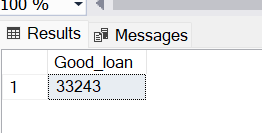 100 %
Results Messages
Good_loan
1 33243